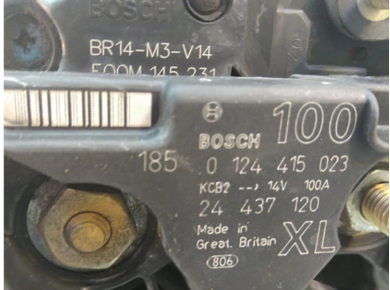 BOSCH
BR14-M3-V14
F00M 145 231
BOSCH 100
185 0 124 415 023
KCB2 --> 14V 100A
24 437 120
Made in
Great. Britain XL
806